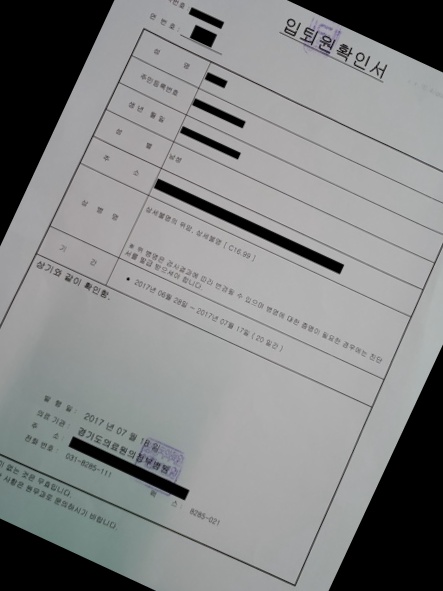 입퇴원확인서
성 명
주민등록번호
생년 월일
성 별 남성
주 소
상 병 명 상세불명의 위암, 상세불명 [ C16.99 ]
※ 위 병명은 검사결과에 따라 변경될 수 있으며 병명에 대한 증명이 필요한 경우에는 진단
서를 발급 받으셔야 합니다.
기 간 • 2017년 06월 28일 ~ 2017년 07월 17일 [ 20 일간 ]
상기와 같이 확인함.
발 행 일 : 2017 년 07 월 18 일
의료 기관 : 경기도의료원의정부병원
주 소 :
전화 번호 : 031-8285-111 팩 스 : 8285-021
이 없는 것은 무효입니다.
사항은 원무과로 문의하시기 바랍니다.